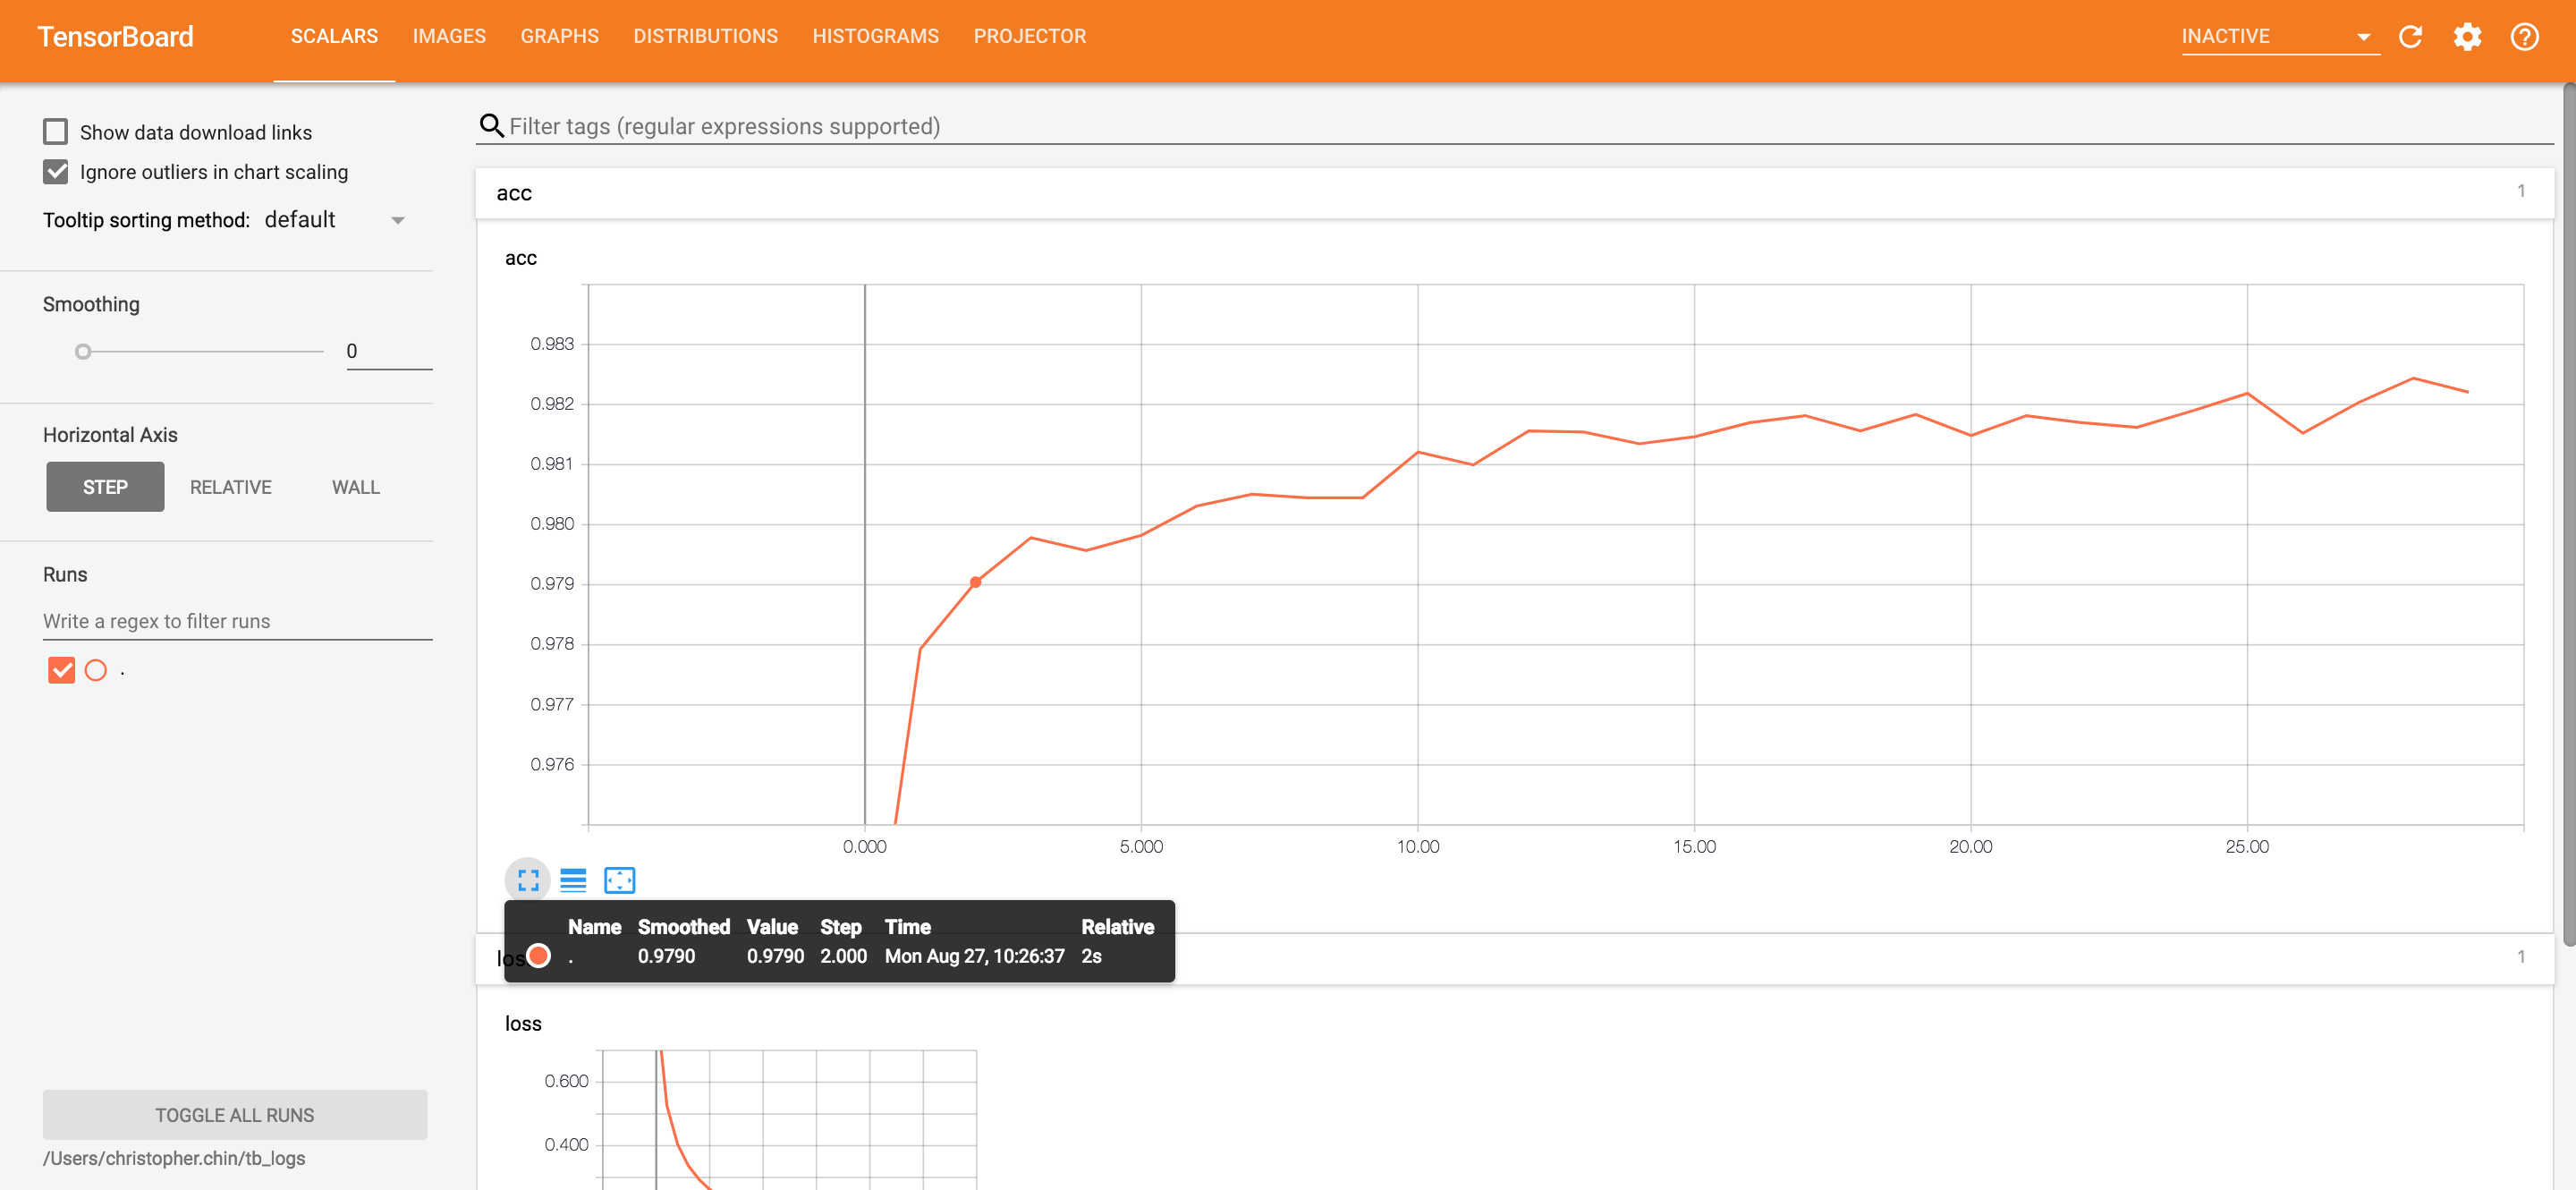 TensorBoard SCALARS IMAGES GRAPHS DISTRIBUTIONS HISTOGRAMS PROJECTOR INACTIVE
Show data download links
Ignore outliers in chart scaling
Tooltip sorting method: default
Smoothing
0
Horizontal Axis
STEP RELATIVE WALL
Runs
Write a regex to filter runs
.
TOGGLE ALL RUNS
/Users/christopher.chin/tb_logs
Filter tags (regular expressions supported)
acc 1
acc
0.983
0.982
0.981
0.980
0.979
0.978
0.977
0.976
0.000 5.000 10.00 15.00 20.00 25.00
Name Smoothed Value Step Time Relative
. 0.9790 0.9790 2.000 Mon Aug 27, 10:26:37 2s
los 1
loss
0.600
0.400